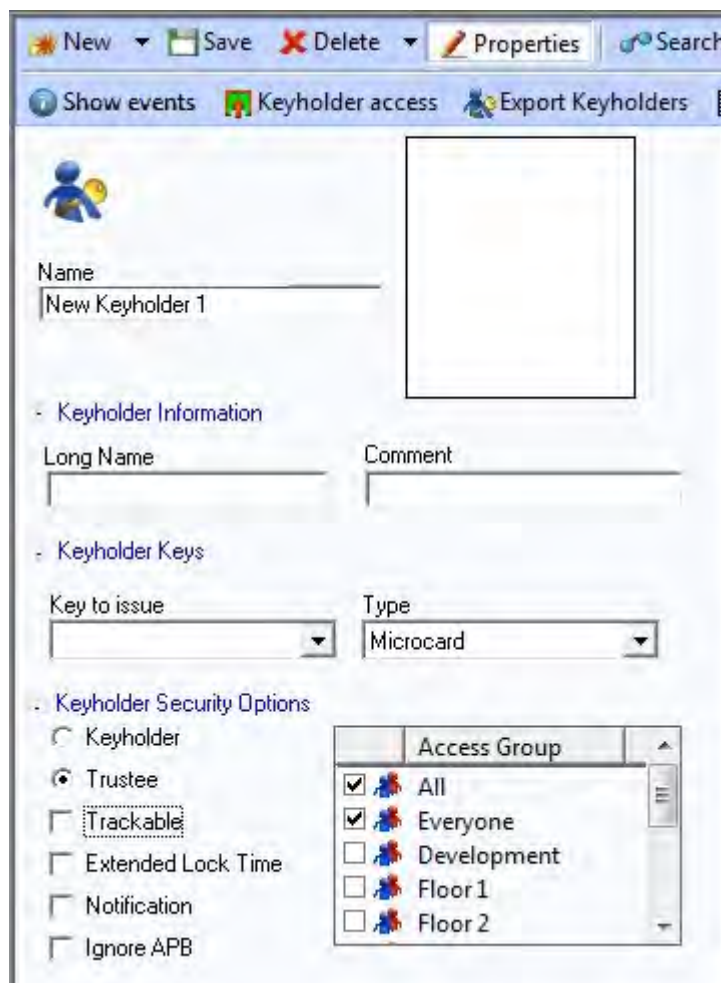 New Save Delete Properties Search
Show events Keyholder access Export Keyholders
Name
New Keyholder 1
Keyholder Information
Long Name Comment
Keyholder Keys
Key to issue Type
Microcard
Keyholder Security Options
Keyholder Access Group
Trustee All
Trackable Everyone
Extended Lock Time Development
Notification Floor 1
Ignore APB Floor 2